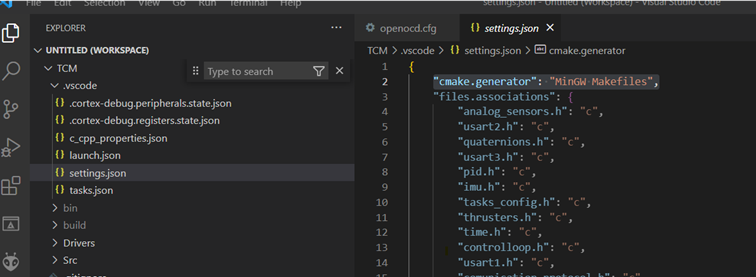 File Edit Selection View Go Run Terminal Help
settings.json - Untitled (Workspace) - Visual Studio Code
EXPLORER
UNTITLED (WORKSPACE)
TCM
Type to search
.vscode
.cortex-debug.peripherals.state.json
.cortex-debug.registers.state.json
c_cpp_properties.json
launch.json
settings.json
tasks.json
bin
build
Drivers
Src
.gitignore
openocd.cfg
settings.json
TCM > .vscode > settings.json > cmake.generator
1 {
2 "cmake.generator": "MinGW Makefiles",
3 "files.associations": {
4 "analog_sensors.h": "c",
5 "usart2.h": "c",
6 "quaternions.h": "c",
7 "usart3.h": "c",
8 "pid.h": "c",
9 "imu.h": "c",
10 "tasks_config.h": "c",
11 "thrusters.h": "c",
12 "time.h": "c",
13 "controlloop.h": "c",
14 "usart1.h": "c",